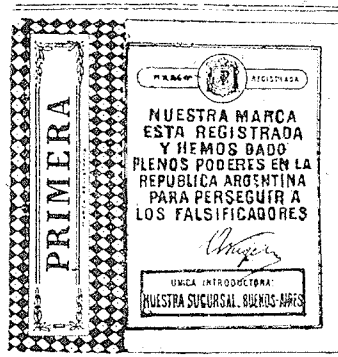 PRIMERA
MARCA REGISTRADA
NUESTRA MARCA
ESTA REGISTRADA
Y HEMOS DADO
PLENOS PODERES EN LA
REPUBLICA ARGENTINA
PARA PERSEGUIR A
LOS FALSIFICADORES
UNICA INTRODUCTORA:
NUESTRA SUCURSAL, BUENOS-AIRES